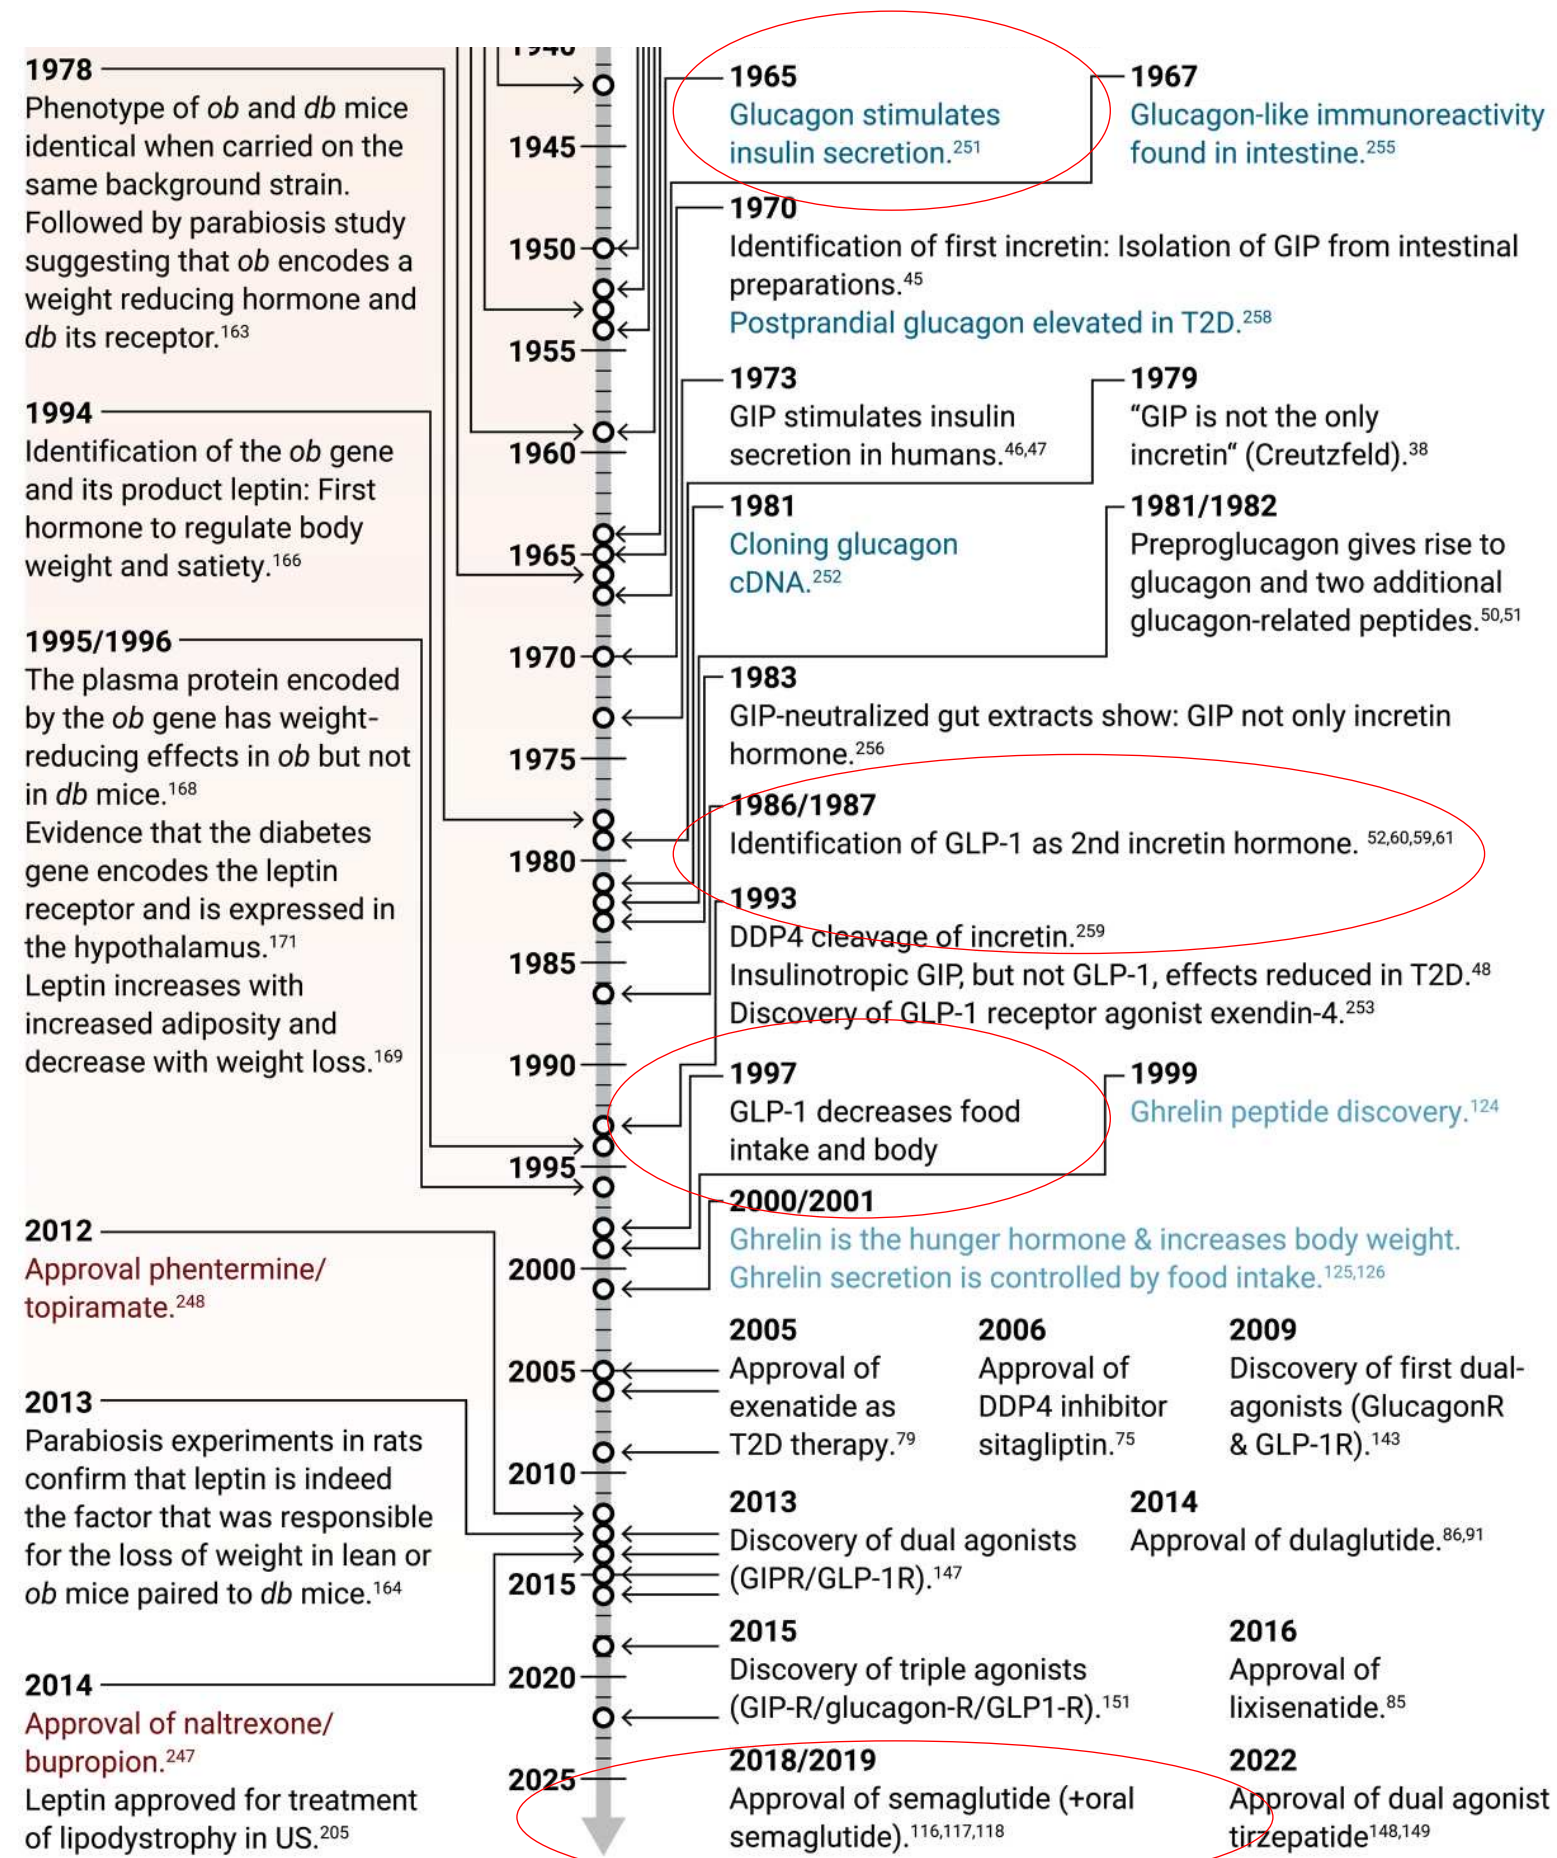 1978
Phenotype of ob and db mice
identical when carried on the
same background strain.
Followed by parabiosis study
suggesting that ob encodes a
weight reducing hormone and
db its receptor.163
1994
Identification of the ob gene
and its product leptin: First
hormone to regulate body
weight and satiety.166
1995/1996
The plasma protein encoded
by the ob gene has weight-
reducing effects in ob but not
in db mice.168
Evidence that the diabetes
gene encodes the leptin
receptor and is expressed in
the hypothalamus.171
Leptin increases with
increased adiposity and
decrease with weight loss.169
2012
Approval phentermine/
topiramate.248
2013
Parabiosis experiments in rats
confirm that leptin is indeed
the factor that was responsible
for the loss of weight in lean or
ob mice paired to db mice.164
2014
Approval of naltrexone/
bupropion.247
Leptin approved for treatment
of lipodystrophy in US.205
1940
1945
1950
1955
1960
1965
1970
1975
1980
1985
1990
1995
2000
2005
2010
2015
2020
2025
1965
Glucagon stimulates
insulin secretion.251
1967
Glucagon-like immunoreactivity
found in intestine.255
1970
Identification of first incretin: Isolation of GIP from intestinal
preparations.45
Postprandial glucagon elevated in T2D.258
1973
GIP stimulates insulin
secretion in humans.46,47
1979
“GIP is not the only
incretin“ (Creutzfeld).38
1981
Cloning glucagon
cDNA.252
1981/1982
Preproglucagon gives rise to
glucagon and two additional
glucagon-related peptides.50,51
1983
GIP-neutralized gut extracts show: GIP not only incretin
hormone.256
1986/1987
Identification of GLP-1 as 2nd incretin hormone. 52,60,59,61
1993
DDP4 cleavage of incretin.259
Insulinotropic GIP, but not GLP-1, effects reduced in T2D.48
Discovery of GLP-1 receptor agonist exendin-4.253
1997
GLP-1 decreases food
intake and body
1999
Ghrelin peptide discovery.124
2000/2001
Ghrelin is the hunger hormone & increases body weight.
Ghrelin secretion is controlled by food intake.125,126
2005
Approval of
exenatide as
T2D therapy.79
2006
Approval of
DDP4 inhibitor
sitagliptin.75
2009
Discovery of first dual-
agonists (GlucagonR
& GLP-1R).143
2013
Discovery of dual agonists
(GIPR/GLP-1R).147
2014
Approval of dulaglutide.86,91
2015
Discovery of triple agonists
(GIP-R/glucagon-R/GLP1-R).151
2016
Approval of
lixisenatide.85
2018/2019
Approval of semaglutide (+oral
semaglutide).116,117,118
2022
Approval of dual agonist
tirzepatide148,149